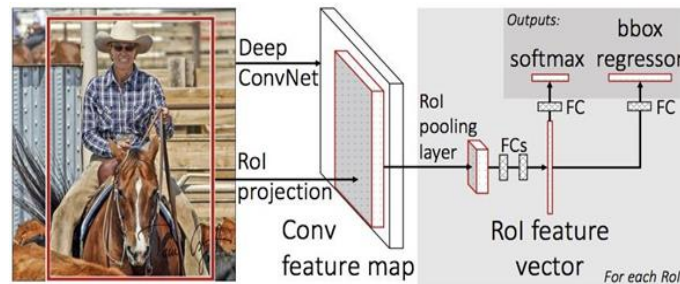 Deep
ConvNet
RoI
projection
Conv
feature map
RoI
pooling
layer
FCs
RoI feature
vector
Outputs:
softmax
bbox
regressor
FC
FC
For each RoI